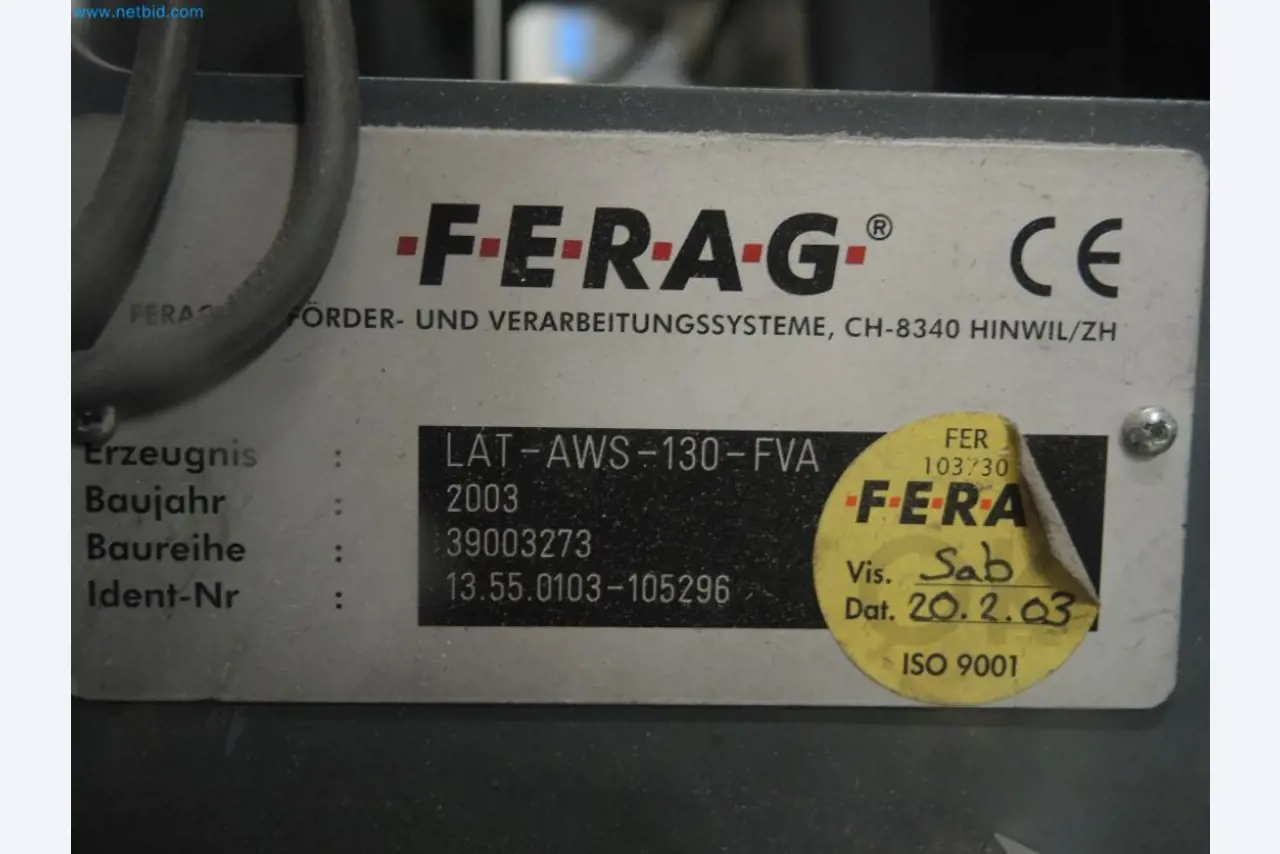 www.netbid.com
·F·E·R·A·G·®
CE
FERAG FÖRDER- UND VERARBEITUNGSSYSTEME, CH-8340 HINWIL/ZH
Erzeugnis : LAT-AWS-130-FVA
Baujahr : 2003
Baureihe : 39003273
Ident-Nr : 13.55.0103-105296
FER
103730
·F·E·R·A
Vis. Sab
Dat. 20.2.03
ISO 9001